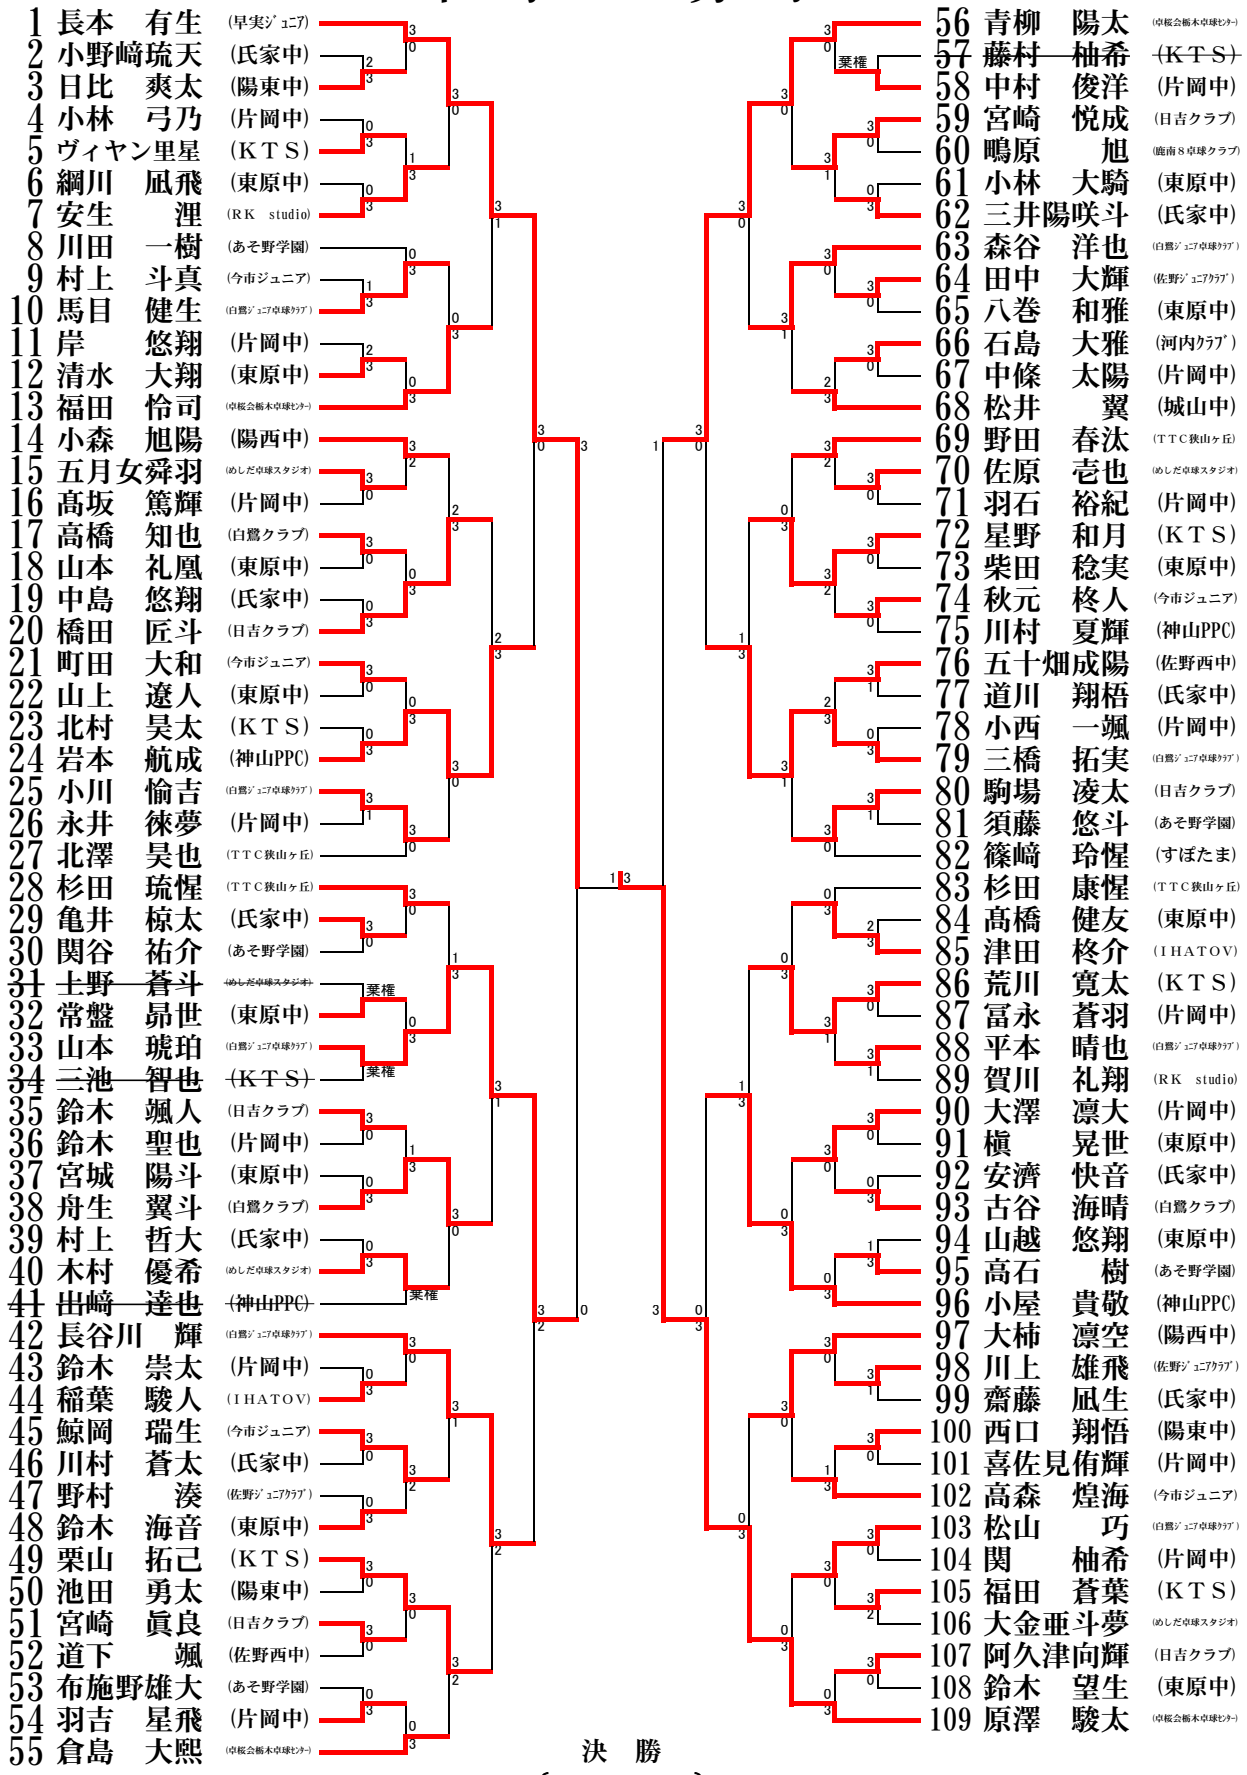 1 長本 有生 (早実ジュニア)
2 小野﨑琉天 (氏家中)
3 日比 爽太 (陽東中)
4 小林 弓乃 (片岡中)
5 ヴィヤン里星 (KTS)
6 綱川 凪飛 (東原中)
7 安生 浬 (RK studio)
8 川田 一樹 (あそ野学園)
9 村上 斗真 (今市ジュニア)
10 馬目 健生 (白鷺ジュニア卓球クラブ)
11 岸 悠翔 (片岡中)
12 清水 大翔 (東原中)
13 福田 怜司 (卓桜会栃木卓球センター)
14 小森 旭陽 (陽西中)
15 五月女舜羽 (めしだ卓球スタジオ)
16 髙坂 篤輝 (片岡中)
17 高橋 知也 (白鷺クラブ)
18 山本 礼凰 (東原中)
19 中島 悠翔 (氏家中)
20 橋田 匠斗 (日吉クラブ)
21 町田 大和 (今市ジュニア)
22 山上 遼人 (東原中)
23 北村 昊太 (KTS)
24 岩本 航成 (神山PPC)
25 小川 愉吉 (白鷺ジュニア卓球クラブ)
26 永井 徠夢 (片岡中)
27 北澤 昊也 (TTC狭山ヶ丘)
28 杉田 琉惺 (TTC狭山ヶ丘)
29 亀井 椋太 (氏家中)
30 関谷 祐介 (あそ野学園)
31 上野 蒼斗 (めしだ卓球スタジオ)
棄権
32 常盤 昴世 (東原中)
33 山本 琥珀 (白鷺ジュニア卓球クラブ)
34 三池 智也 (KTS)
棄権
35 鈴木 颯人 (日吉クラブ)
36 鈴木 聖也 (片岡中)
37 宮城 陽斗 (東原中)
38 舟生 翼斗 (白鷺クラブ)
39 村上 哲大 (氏家中)
40 木村 優希 (めしだ卓球スタジオ)
41 出﨑 達也 (神山PPC)
棄権
42 長谷川 輝 (白鷺ジュニア卓球クラブ)
43 鈴木 崇太 (片岡中)
44 稲葉 駿人 (IHATOV)
45 鯨岡 瑞生 (今市ジュニア)
46 川村 蒼太 (氏家中)
47 野村 湊 (佐野ジュニアクラブ)
48 鈴木 海音 (東原中)
49 栗山 拓己 (KTS)
50 池田 勇太 (陽東中)
51 宮崎 眞良 (日吉クラブ)
52 道下 颯 (佐野西中)
53 布施野雄大 (あそ野学園)
54 羽吉 星飛 (片岡中)
55 倉島 大熙 (卓桜会栃木卓球センター)
56 青柳 陽太 (卓桜会栃木卓球センター)
57 藤村 柚希 (KTS)
棄権
58 中村 俊洋 (片岡中)
59 宮崎 悦成 (日吉クラブ)
60 鴫原 旭 (鹿南8卓球クラブ)
61 小林 大騎 (東原中)
62 三井陽咲斗 (氏家中)
63 森谷 洋也 (白鷺ジュニア卓球クラブ)
64 田中 大輝 (佐野ジュニアクラブ)
65 八巻 和雅 (東原中)
66 石島 大雅 (河内クラブ)
67 中條 太陽 (片岡中)
68 松井 翼 (城山中)
69 野田 春汰 (TTC狭山ヶ丘)
70 佐原 壱也 (めしだ卓球スタジオ)
71 羽石 裕紀 (片岡中)
72 星野 和月 (KTS)
73 柴田 稔実 (東原中)
74 秋元 柊人 (今市ジュニア)
75 川村 夏輝 (神山PPC)
76 五十畑成陽 (佐野西中)
77 道川 翔梧 (氏家中)
78 小西 一颯 (片岡中)
79 三橋 拓実 (白鷺ジュニア卓球クラブ)
80 駒場 凌太 (日吉クラブ)
81 須藤 悠斗 (あそ野学園)
82 篠﨑 玲惺 (すぽたま)
83 杉田 康惺 (TTC狭山ヶ丘)
84 髙橋 健友 (東原中)
85 津田 柊介 (IHATOV)
86 荒川 寛太 (KTS)
87 冨永 蒼羽 (片岡中)
88 平本 晴也 (白鷺ジュニア卓球クラブ)
89 賀川 礼翔 (RK studio)
90 大澤 凛大 (片岡中)
91 槇 晃世 (東原中)
92 安濟 快音 (氏家中)
93 古谷 海晴 (白鷺クラブ)
94 山越 悠翔 (東原中)
95 高石 樹 (あそ野学園)
96 小屋 貴敬 (神山PPC)
97 大柿 凛空 (陽西中)
98 川上 雄飛 (佐野ジュニアクラブ)
99 齋藤 凪生 (氏家中)
100 西口 翔悟 (陽東中)
101 喜佐見侑輝 (片岡中)
102 高森 煌海 (今市ジュニア)
103 松山 巧 (白鷺ジュニア卓球クラブ)
104 関 柚希 (片岡中)
105 福田 蒼葉 (KTS)
106 大金亜斗夢 (めしだ卓球スタジオ)
107 阿久津向輝 (日吉クラブ)
108 鈴木 望生 (東原中)
109 原澤 駿太 (卓桜会栃木卓球センター)
1 3
決 勝